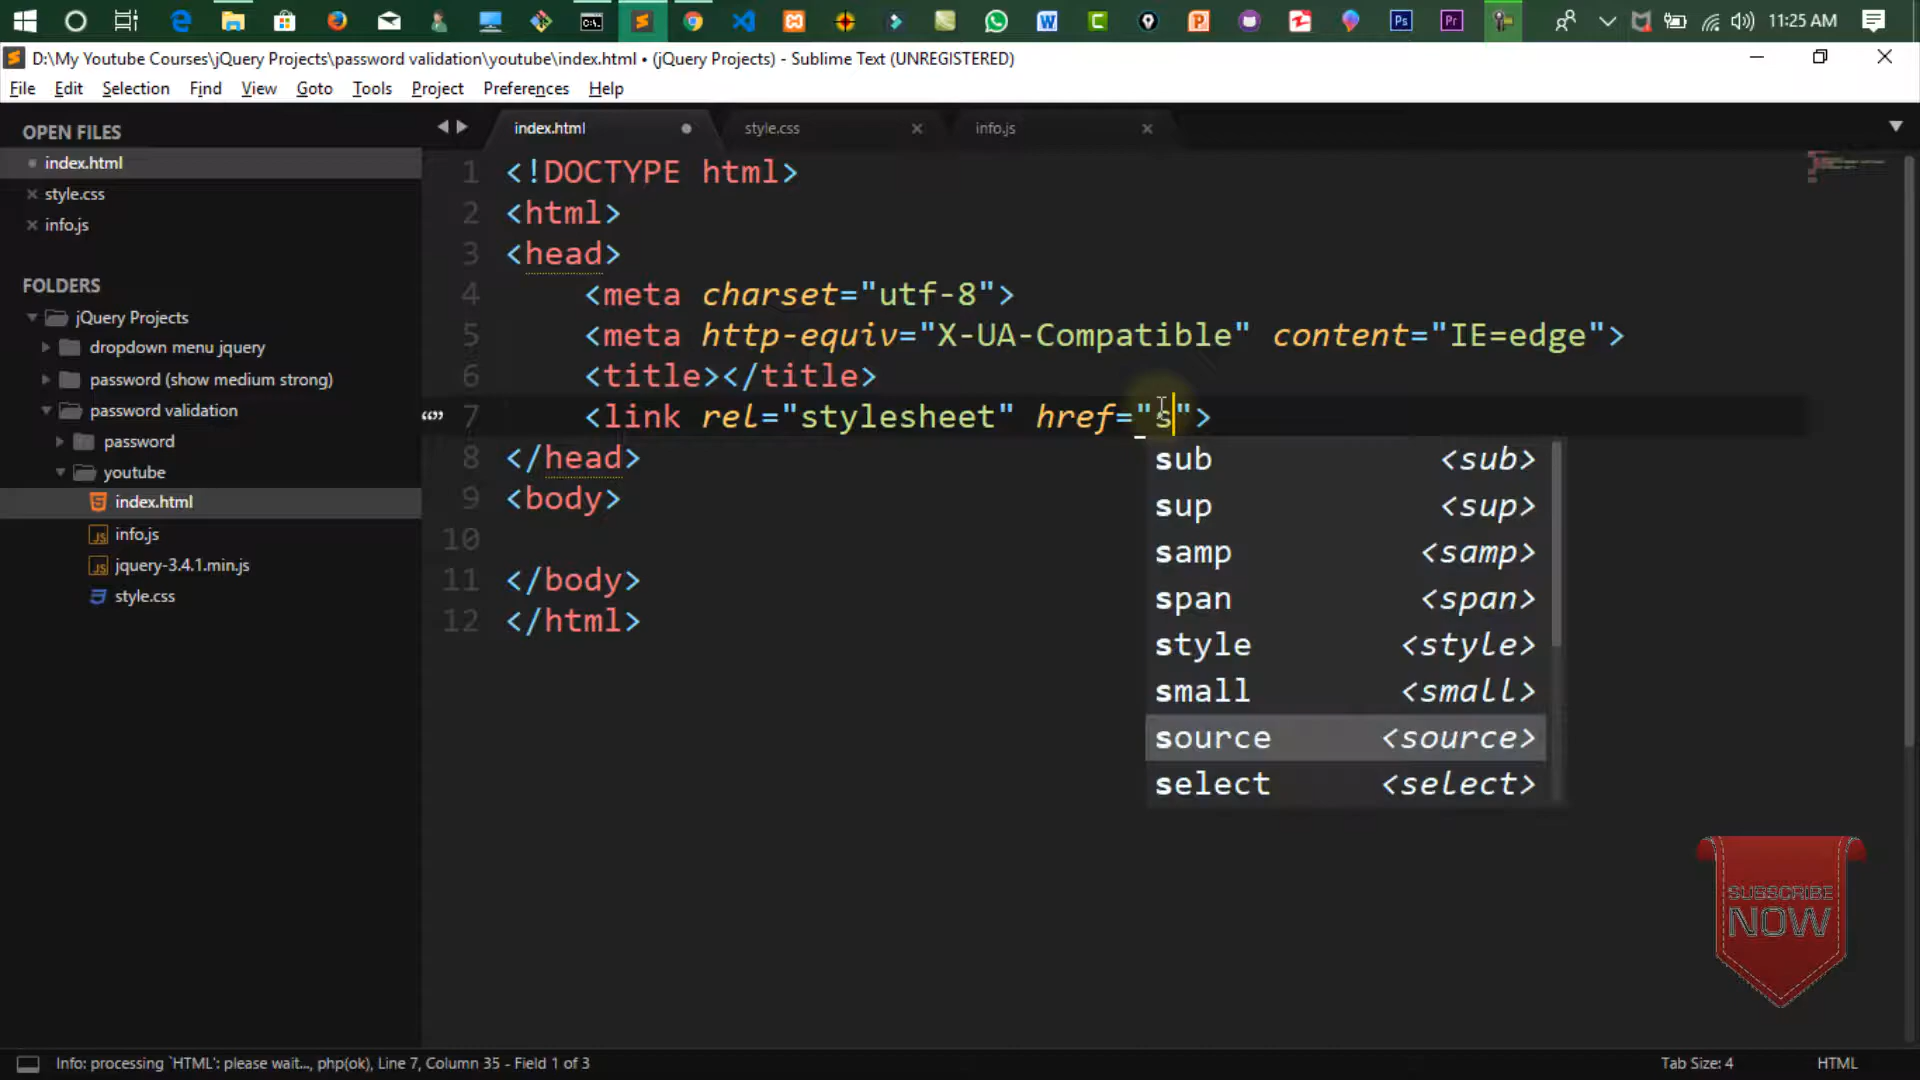 11:25 AM
D:\My Youtube Courses\jQuery Projects\password validation\youtube\index.html • (jQuery Projects) - Sublime Text (UNREGISTERED)
File Edit Selection Find View Goto Tools Project Preferences Help
OPEN FILES
index.html
style.css
info.js
FOLDERS
jQuery Projects
dropdown menu jquery
password (show medium strong)
password validation
password
youtube
index.html
info.js
jquery-3.4.1.min.js
style.css
index.html style.css info.js
1 <!DOCTYPE html>
2 <html>
3 <head>
4 <meta charset="utf-8">
5 <meta http-equiv="X-UA-Compatible" content="IE=edge">
6 <title></title>
7 <link rel="stylesheet" href="s">
8 </head>
9 <body>
10
11 </body>
12 </html>
sub <sub>
sup <sup>
samp <samp>
span <span>
style <style>
small <small>
source <source>
select <select>
SUBSCRIBE
NOW
Info: processing `HTML': please wait..., php(ok), Line 7, Column 35 - Field 1 of 3
Tab Size: 4 HTML